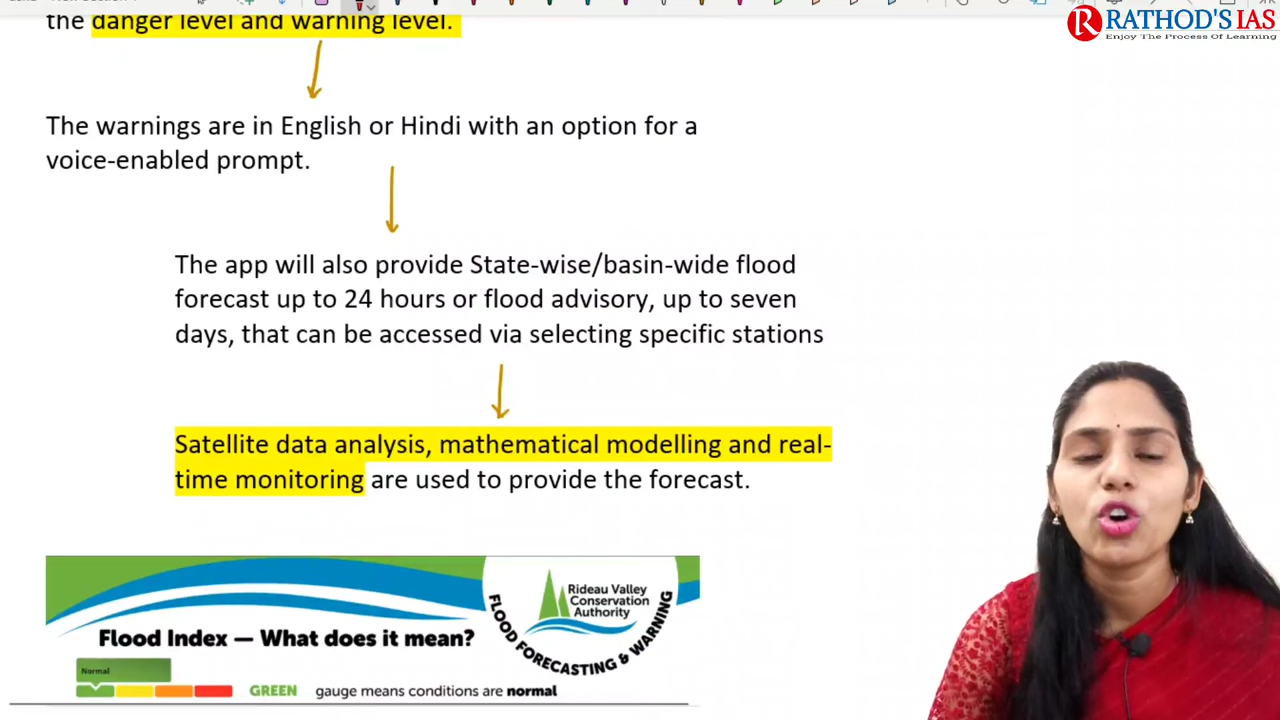 the danger level and warning level.
RATHOD'S IAS
Enjoy The Process Of Learning
The warnings are in English or Hindi with an option for a
voice-enabled prompt.
The app will also provide State-wise/basin-wide flood
forecast up to 24 hours or flood advisory, up to seven
days, that can be accessed via selecting specific stations
Satellite data analysis, mathematical modelling and real-
time monitoring are used to provide the forecast.
Rideau Valley
Conservation
Authority
FLOOD FORECASTING & WARNING
Flood Index — What does it mean?
Normal
GREEN gauge means conditions are normal